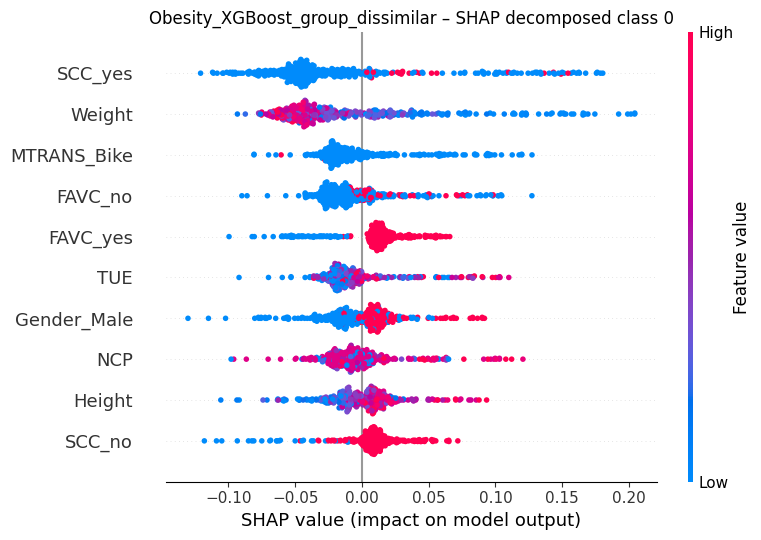 Obesity_XGBoost_group_dissimilar – SHAP decomposed class 0
High
SCC_yes
Weight
MTRANS_Bike
FAVC_no
FAVC_yes
TUE
Gender_Male
NCP
Height
SCC_no
Feature value
Low
−0.10 −0.05 0.00 0.05 0.10 0.15 0.20
SHAP value (impact on model output)